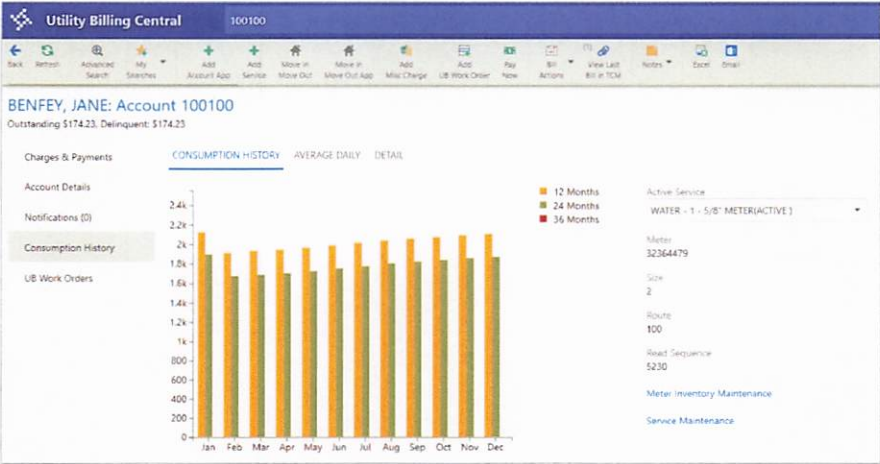 Utility Billing Central 100100
Back Refresh Advanced Search My Searches Add Account App Add Service Move In Move Out Move In Move Out App Add Misc Charge Add UB Work Order Pay Now Bill Actions View Last Bill in TCM Notes Excel Email
BENFEY, JANE: Account 100100
Outstanding $174.23, Delinquent: $174.23
Charges & Payments
Account Details
Notifications (0)
Consumption History
UB Work Orders
CONSUMPTION HISTORY AVERAGE DAILY DETAIL
2.4k
2.2k
2k
1.8k
1.6k
1.4k
1.2k
1k
800
600
400
200
0
Jan Feb Mar Apr May Jun Jul Aug Sep Oct Nov Dec
12 Months
24 Months
36 Months
Active Service
WATER - 1 - 5/8" METER(ACTIVE )
Meter
32364479
Size
2
Route
100
Read Sequence
5230
Meter Inventory Maintenance
Service Maintenance